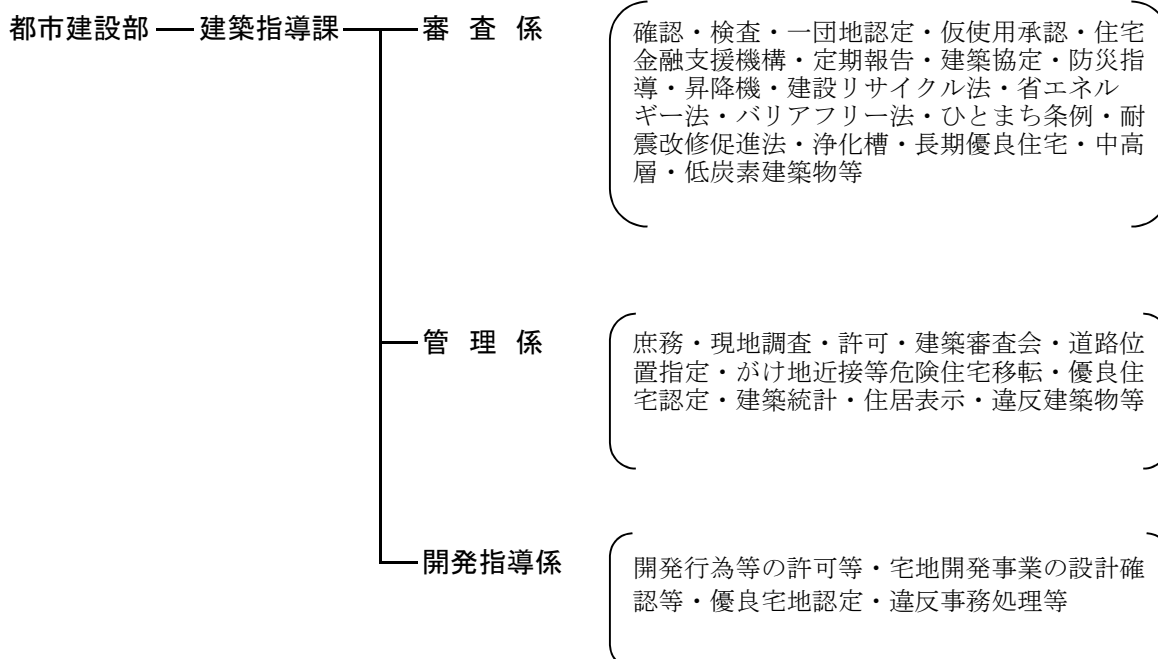 都市建設部
建築指導課
審査係
確認・検査・一団地認定・仮使用承認・住宅
金融支援機構・定期報告・建築協定・防災指
導・昇降機・建設リサイクル法・省エネル
ギー法・バリアフリー法・ひとまち条例・耐
震改修促進法・浄化槽・長期優良住宅・中高
層・低炭素建築物等
管理係
庶務・現地調査・許可・建築審査会・道路位
置指定・がけ地近接等危険住宅移転・優良住
宅認定・建築統計・住居表示・違反建築物等
開発指導係
開発行為等の許可等・宅地開発事業の設計確
認等・優良宅地認定・違反事務処理等